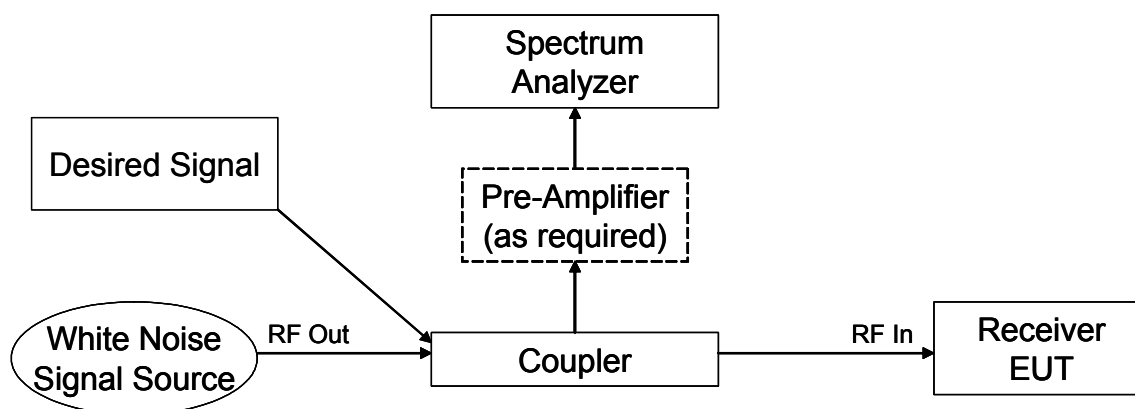 Spectrum
Analyzer
Desired Signal
Pre-Amplifier
(as required)
White Noise
Signal Source
RF Out
Coupler
RF In
Receiver
EUT